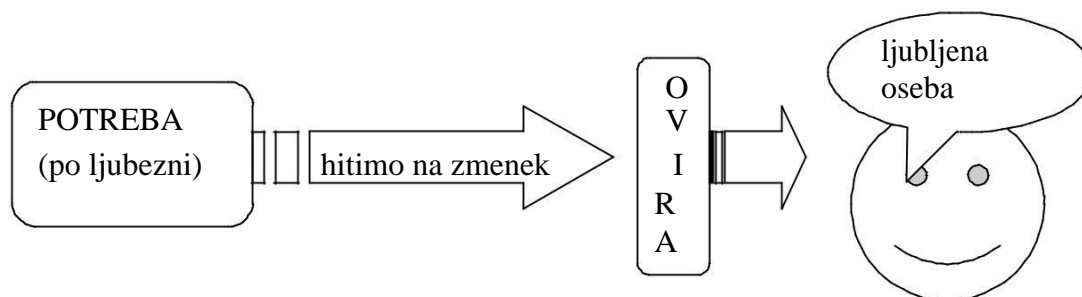 POTREBA
(po ljubezni)
hitimo na zmenek
O
V
I
R
A
ljubljena
oseba